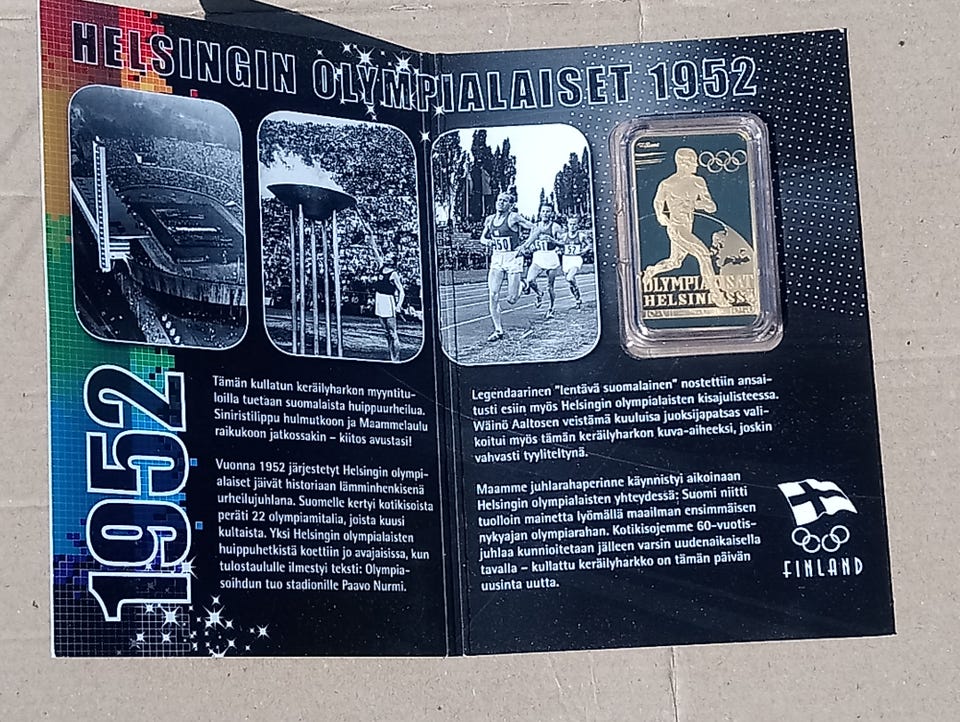 HELSINGIN OLYMPIALAISET 1952
1952
Tämän kullatun keräilyharkon myyntitu-
loilla tuetaan suomalaista huippuurheilua.
Siniristilippu hulmutkoon ja Maammelaulu
raikukoon jatkossakin – kiitos avustasi!
Vuonna 1952 järjestetyt Helsingin olympi-
alaiset jäivät historiaan lämminhenkisenä
urheilujuhlana. Suomelle kertyi kotikisoista
peräti 22 olympiamitalia, joista kuusi
kultaista. Yksi Helsingin olympialaisten
huippuhetkistä koettiin jo avajaisissa, kun
tulostaululle ilmestyi teksti: Olympia-
soihdun tuo stadionille Paavo Nurmi.
950
51
57
OLYMPIALAISET
HELSINKI
Legendaarinen "lentävä suomalainen" nostettiin ansai-
tusti esiin myös Helsingin olympialaisten kisajulisteessa.
Wäinö Aaltosen veistämä kuuluisa juoksijapatsas vali-
koitui myös tämän keräilyharkon kuva-aiheeksi, joskin
vahvasti tyyliteltynä.
Maamme juhlarahaperinne käynnistyi aikoinaan
Helsingin olympialaisten yhteydessä: Suomi niitti
tuolloin mainetta lyömällä maailman ensimmäisen
nykyajan olympiarahan. Kotikisojemme 60-vuotis-
juhlaa kunnioitetaan jälleen varsin uudenaikaisella
tavalla – kullattu keräilyharkko on tämän päivän
uusinta uutta.
FINLAND